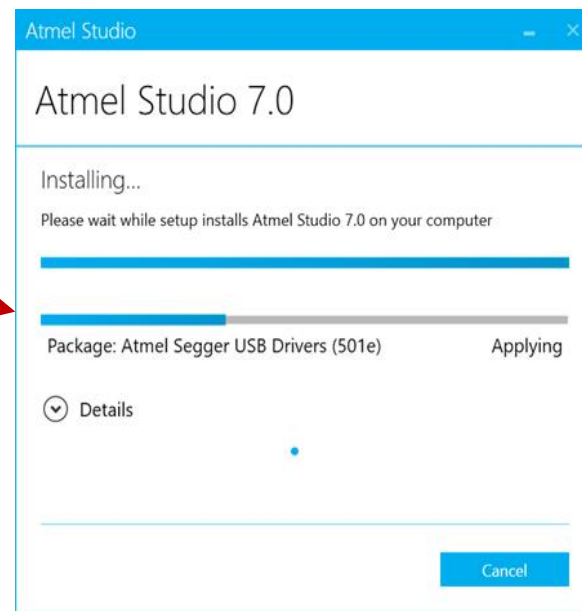 Atmel Studio
Atmel Studio 7.0
Installing...
Please wait while setup installs Atmel Studio 7.0 on your computer
Package: Atmel Segger USB Drivers (501e) Applying
Details
Cancel